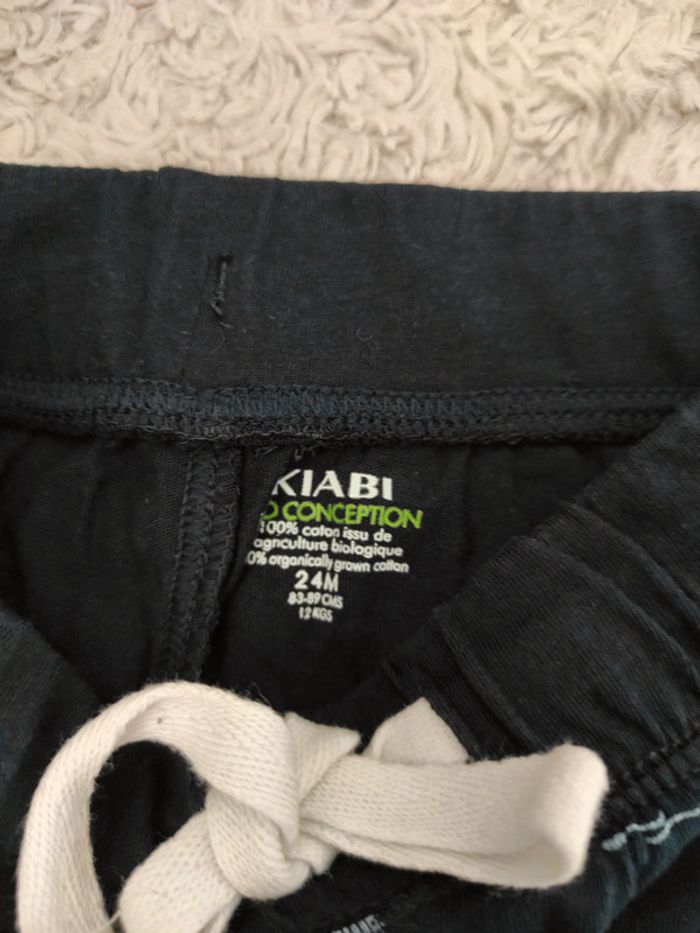 KIABI
CONCEPTION
100% coton issu de
agriculture biologique
0% organically grown cotton
24M
83-89 CMS
12 KGS